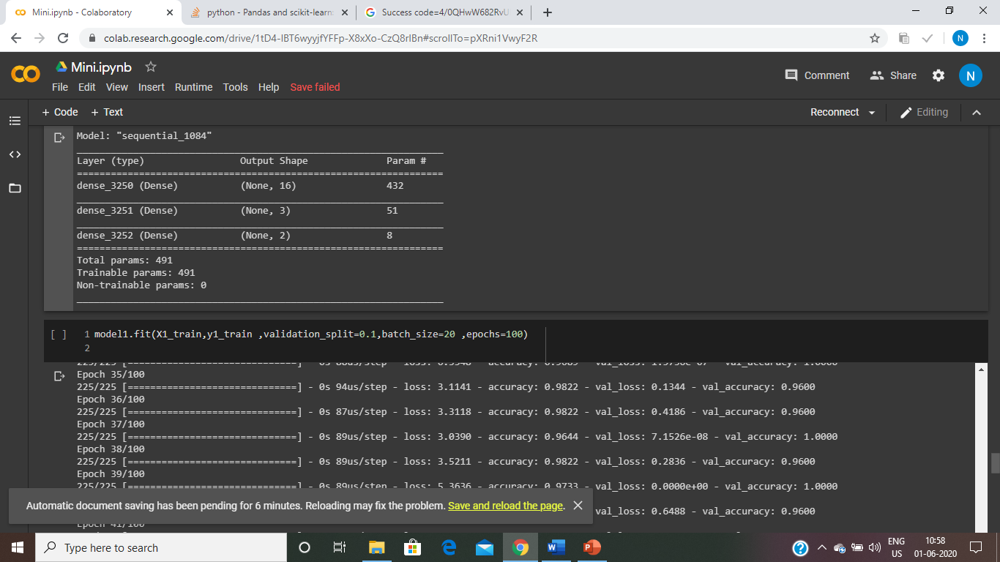 Mini.ipynb - Colaboratory
python - Pandas and scikit-learn:
Success code=4/0QHwW682RvU
colab.research.google.com/drive/1tD4-IBT6wyyjfYFFp-X8xXo-CzQ8rlBn#scrollTo=pXRni1VwyF2R
N
Mini.ipynb
Comment
Share
N
File Edit View Insert Runtime Tools Help Save failed
+ Code + Text
Reconnect
Editing
Model: "sequential_1084"
Layer (type) Output Shape Param #
=================================================================
dense_3250 (Dense) (None, 16) 432
dense_3251 (Dense) (None, 3) 51
dense_3252 (Dense) (None, 2) 8
=================================================================
Total params: 491
Trainable params: 491
Non-trainable params: 0
[ ] 1 model1.fit(X1_train,y1_train ,validation_split=0.1,batch_size=20 ,epochs=100)
2
Epoch 35/100
225/225 [==============================] - 0s 94us/step - loss: 3.1141 - accuracy: 0.9822 - val_loss: 0.1344 - val_accuracy: 0.9600
Epoch 36/100
225/225 [==============================] - 0s 87us/step - loss: 3.3118 - accuracy: 0.9822 - val_loss: 0.4186 - val_accuracy: 0.9600
Epoch 37/100
225/225 [==============================] - 0s 89us/step - loss: 3.0390 - accuracy: 0.9644 - val_loss: 7.1526e-08 - val_accuracy: 1.0000
Epoch 38/100
225/225 [==============================] - 0s 89us/step - loss: 3.5211 - accuracy: 0.9822 - val_loss: 0.2836 - val_accuracy: 0.9600
Epoch 39/100
225/225 [==============================] - 0s 89us/step - loss: 5.3636 - accuracy: 0.9733 - val_loss: 0.0000e+00 - val_accuracy: 1.0000
val_loss: 0.6488 - val_accuracy: 0.9600
Epoch 41/100
Automatic document saving has been pending for 6 minutes. Reloading may fix the problem. Save and reload the page.
Type here to search
ENG
US
10:58
01-06-2020